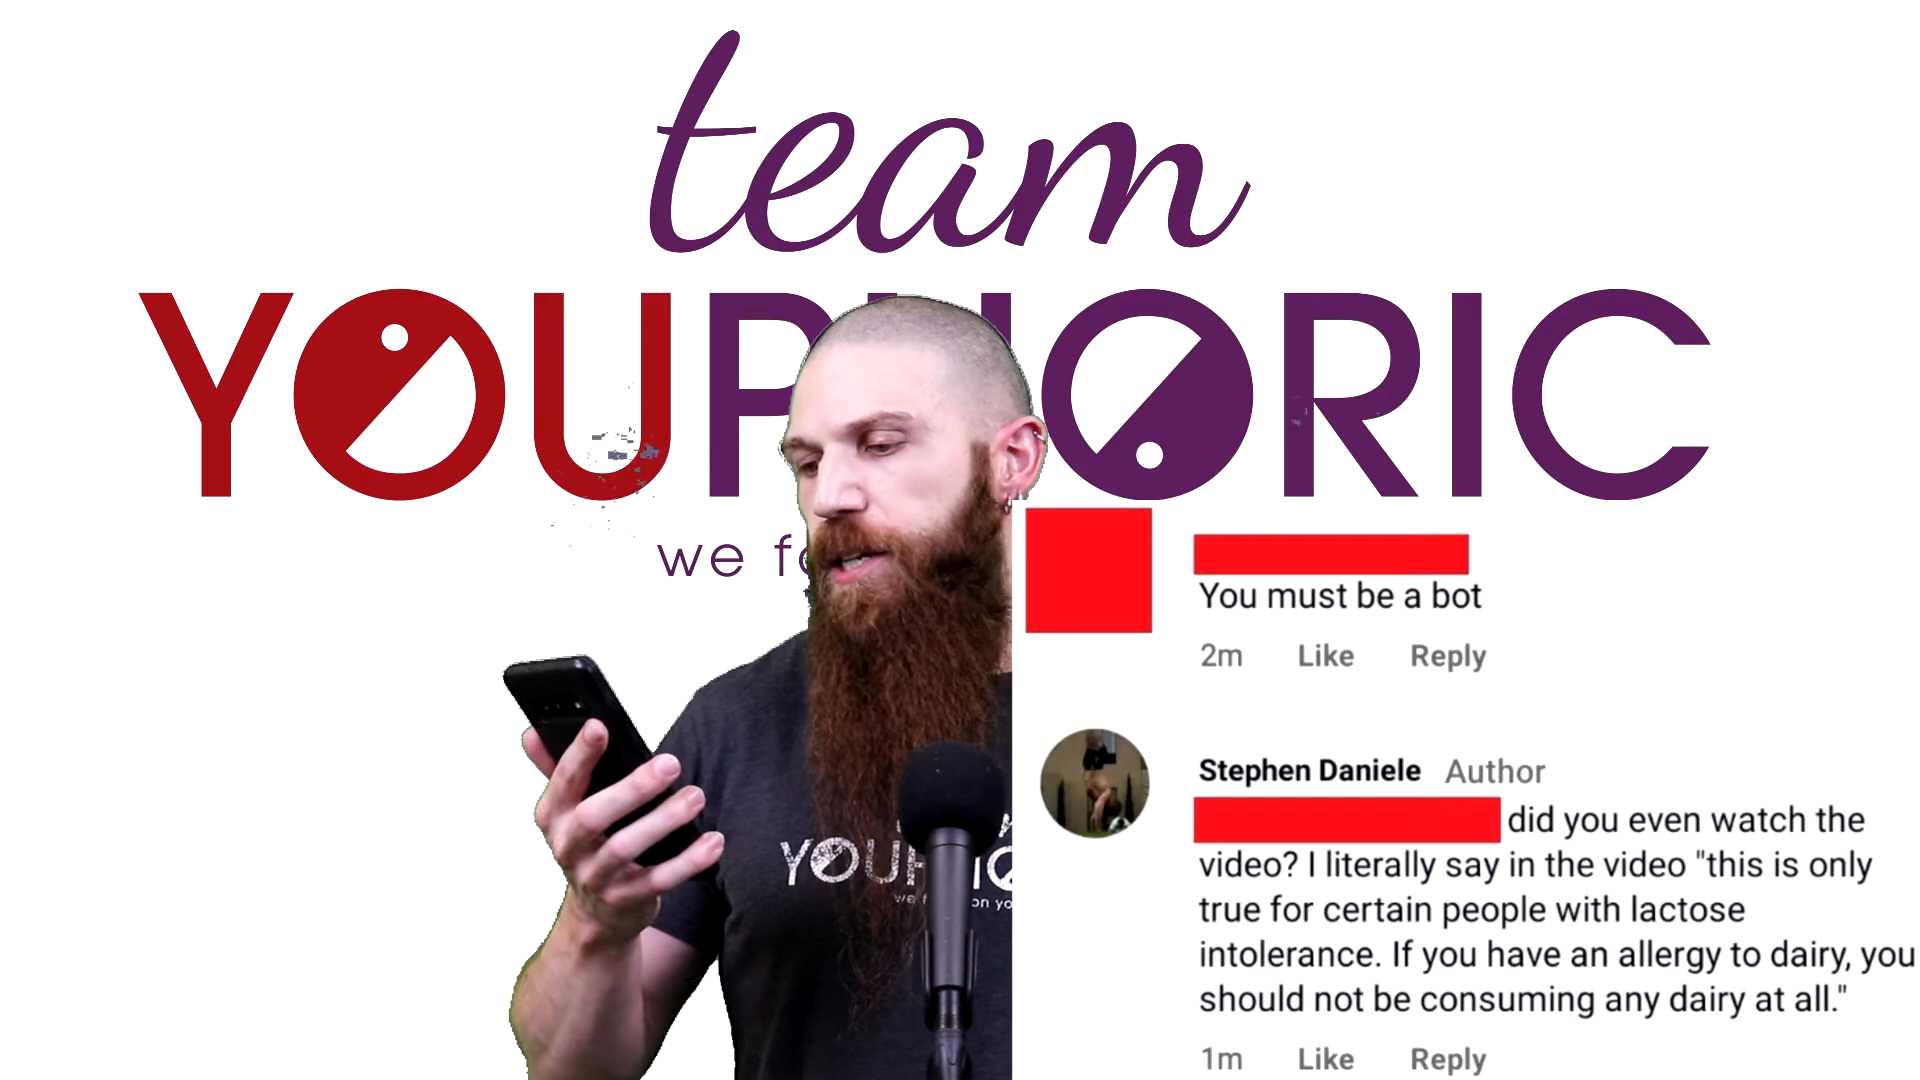 team
YOUPHORIC
we
You must be a bot
2m Like Reply
Stephen Daniele Author
did you even watch the
video? I literally say in the video "this is only
true for certain people with lactose
intolerance. If you have an allergy to dairy, you
should not be consuming any dairy at all."
1m Like Reply